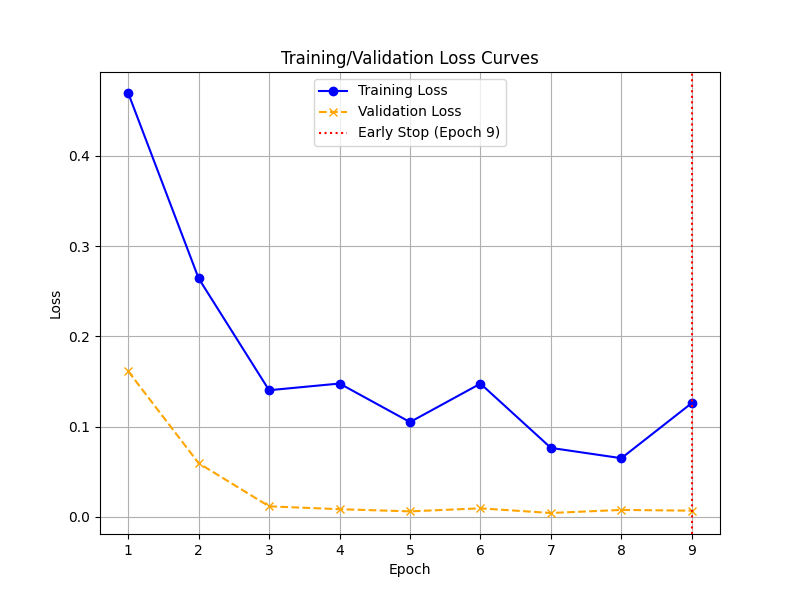 Training/Validation Loss Curves
Training Loss
Validation Loss
Early Stop (Epoch 9)
Loss
0.4
0.3
0.2
0.1
0.0
1 2 3 4 5 6 7 8 9
Epoch